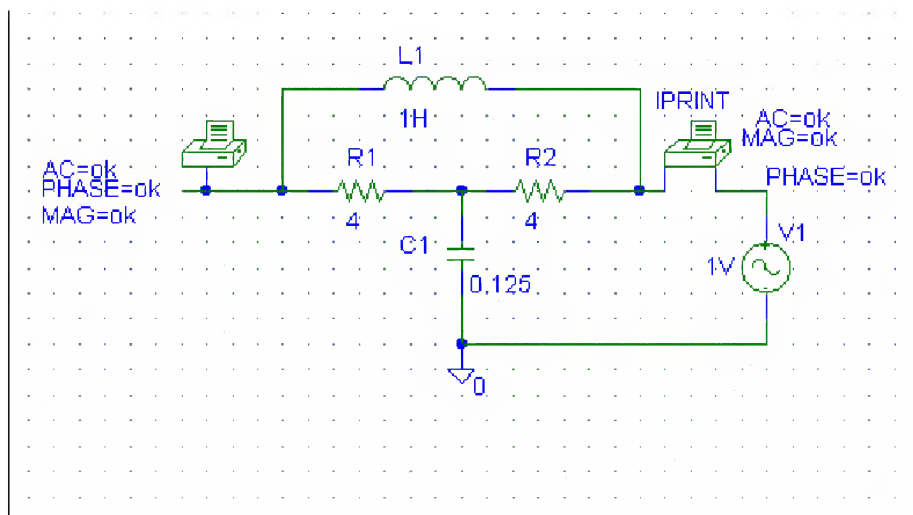 L1
IPRINT
1H
AC=ok
MAG=ok
AC=ok
PHASE=ok
MAG=ok
R1
R2
PHASE=ok
4
4
C1
V1
1V
0,125
0